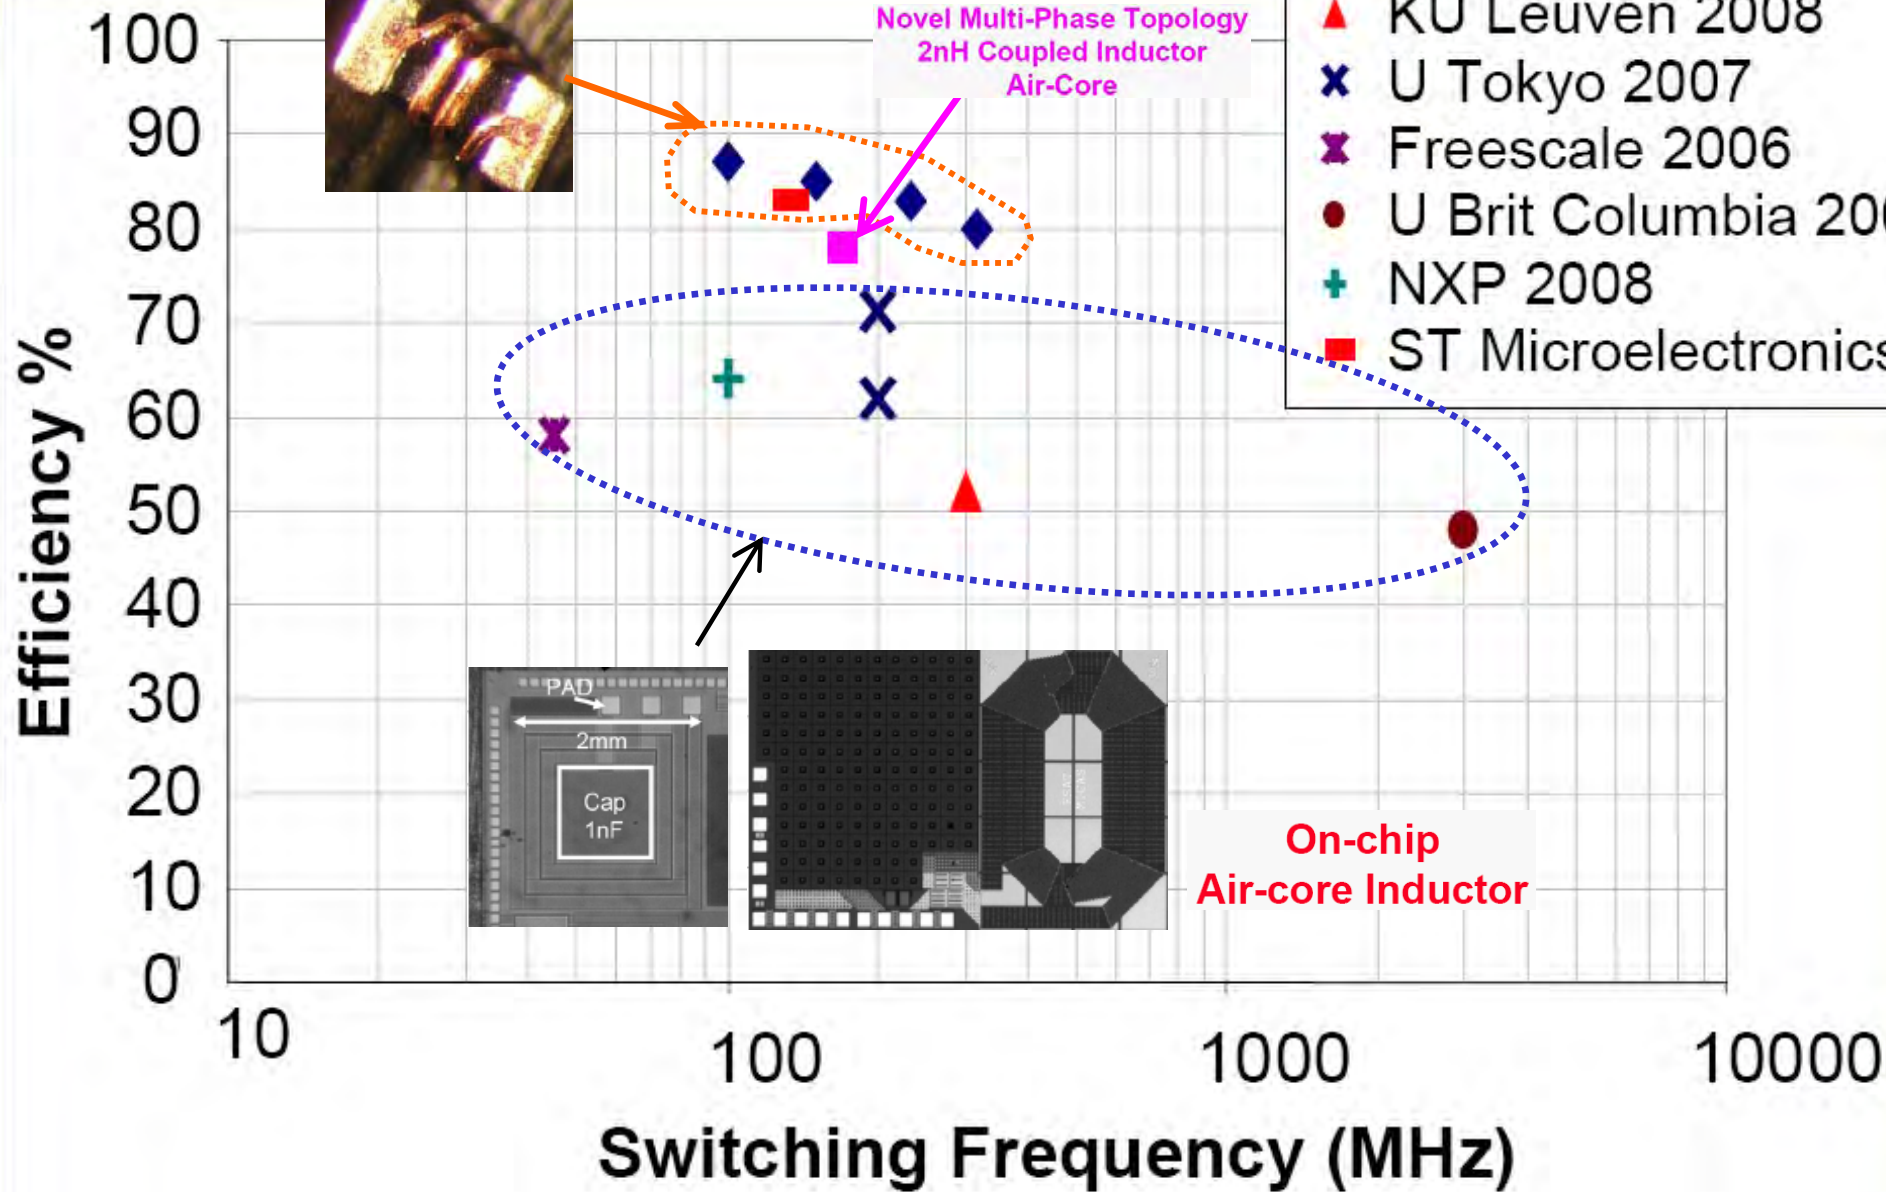 Novel Multi-Phase Topology
2nH Coupled Inductor
Air-Core
KU Leuven 2008
U Tokyo 2007
Freescale 2006
U Brit Columbia
NXP 2008
ST Microelectronics
100
90
80
70
60
50
40
30
20
10
0
Efficiency %
PAD
2mm
Cap
1nF
On-chip
Air-core Inductor
10
100
1000
10000
Switching Frequency (MHz)